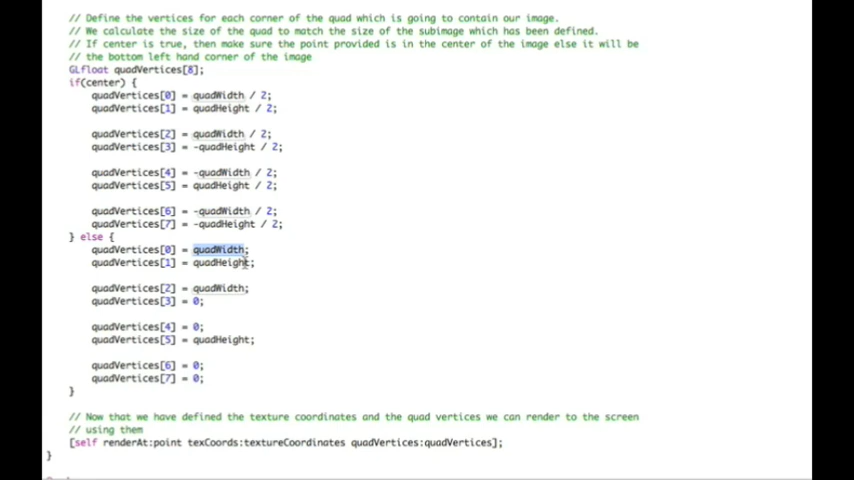 // Define the vertices for each corner of the quad which is going to contain our image.
// We calculate the size of the quad to match the size of the subimage which has been defined.
// If center is true, then make sure the point provided is in the center of the image else it will be
// the bottom left hand corner of the image
GLfloat quadVertices[8];
if(center) {
quadVertices[0] = quadWidth / 2;
quadVertices[1] = quadHeight / 2;
quadVertices[2] = quadWidth / 2;
quadVertices[3] = -quadHeight / 2;
quadVertices[4] = -quadWidth / 2;
quadVertices[5] = quadHeight / 2;
quadVertices[6] = -quadWidth / 2;
quadVertices[7] = -quadHeight / 2;
} else {
quadVertices[0] = quadWidth;
quadVertices[1] = quadHeight;
quadVertices[2] = quadWidth;
quadVertices[3] = 0;
quadVertices[4] = 0;
quadVertices[5] = quadHeight;
quadVertices[6] = 0;
quadVertices[7] = 0;
}
// Now that we have defined the texture coordinates and the quad vertices we can render to the screen
// using them
[self renderAt:point texCoords:textureCoordinates quadVertices:quadVertices];
}